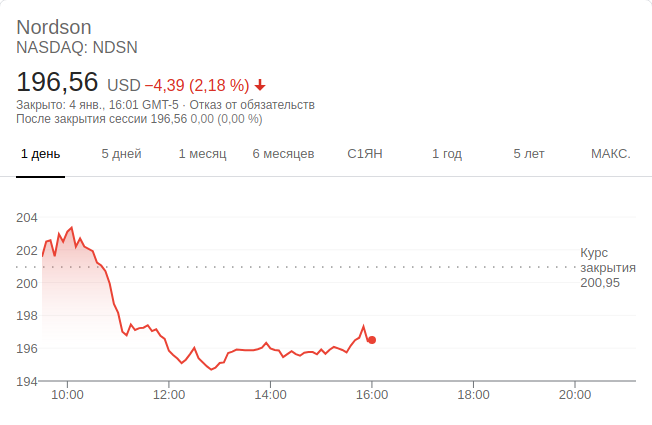 Nordson
NASDAQ: NDSN
196,56 USD −4,39 (2,18 %)
Закрыто: 4 янв., 16:01 GMT-5 · Отказ от обязательств
После закрытия сессии 196,56 0,00 (0,00 %)
1 день 5 дней 1 месяц 6 месяцев С1ЯН 1 год 5 лет МАКС.
204
202
200
198
196
194
Курс
закрытия
200,95
10:00 12:00 14:00 16:00 18:00 20:00